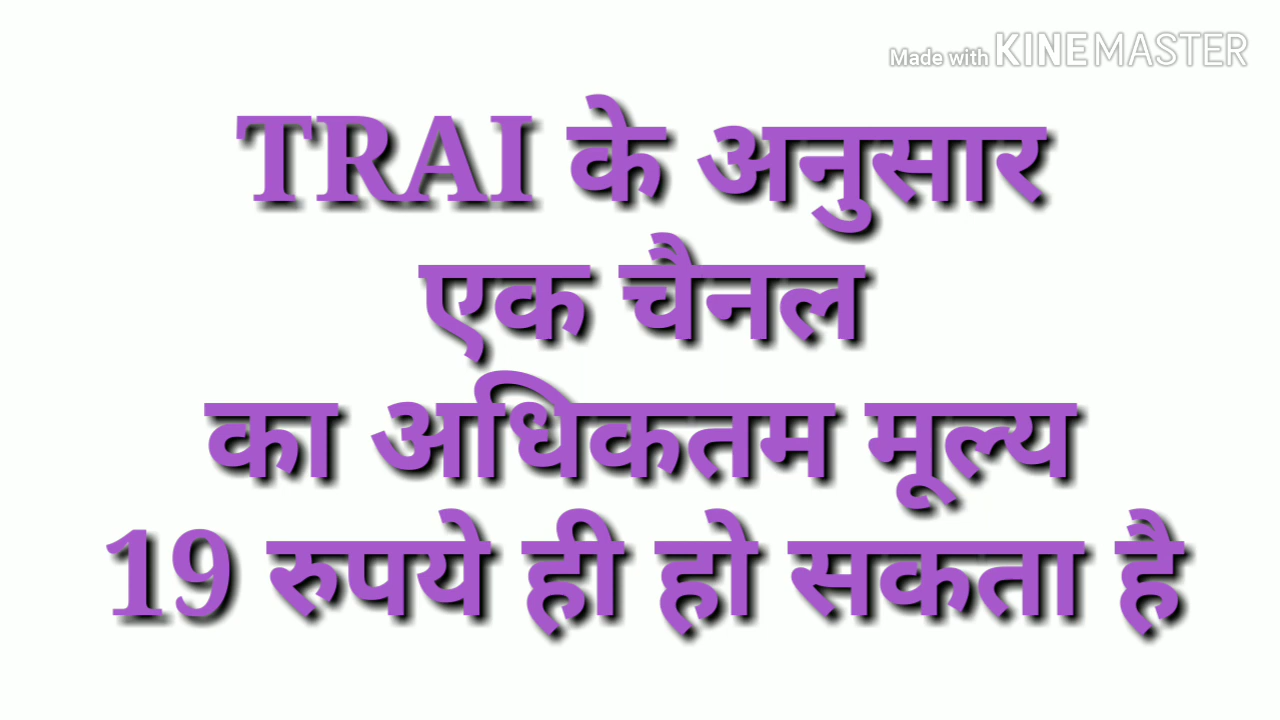 Made with KINEMASTER
TRAI के अनुसार
एक चैनल
का अधिकतम मूल्य
19 रुपये ही हो सकता है